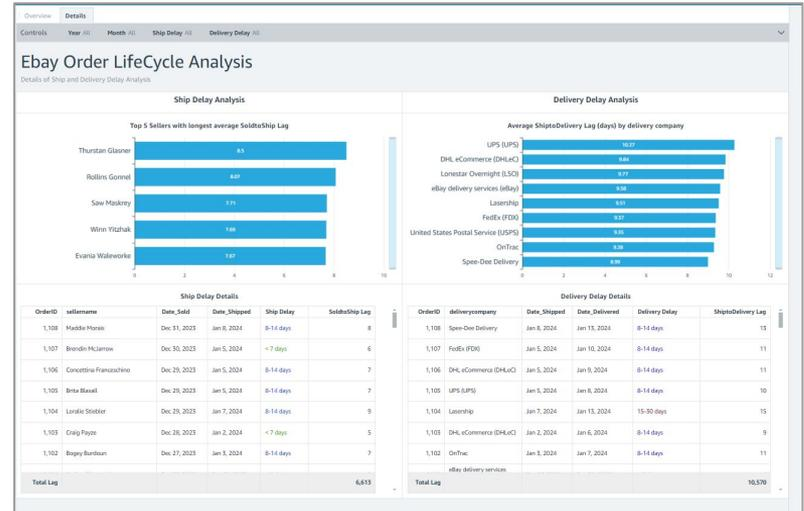 Overview Details
Controls Year All Month All Ship Delay All Delivery Delay All
Ebay Order LifeCycle Analysis
Details of Ship and Delivery Delay Analysis
Ship Delay Analysis
Top 5 Sellers with longest average SoldtoShip Lag
Thurstan Glasner 8.5
Rollins Gonnel 8.07
Saw Maskrey 7.71
Winn Yitzhak
Evania Waleworke 7.67
0 2 4 6 8 10
Ship Delay Details
OrderID sellername Date_Sold Date_Shipped Ship Delay SoldtoShip Lag
1,108 Maddie Morais Dec 31, 2023 Jan 8, 2024 8-14 days 8
1,107 Brendin McJarrow Dec 30, 2023 Jan 5, 2024 < 7 days 6
1,106 Concettina Franceschino Dec 29, 2023 Jan 5, 2024 8-14 days 7
1,105 Brita Blaxall Dec 29, 2023 Jan 5, 2024 8-14 days 7
1,104 Loralie Stiebler Dec 29, 2023 Jan 7, 2024 8-14 days 9
1,103 Craig Payze Dec 28, 2023 Jan 2, 2024 < 7 days 5
1,102 Bogey Burdoun Dec 27, 2023 Jan 3, 2024 8-14 days 7
Total Lag 6,613
Delivery Delay Analysis
Average ShiptoDelivery Lag (days) by delivery company
UPS (UPS) 10.27
DHL eCommerce (DHLeC) 9.84
Lonestar Overnight (LSO) 9.77
eBay delivery services (eBay) 9.58
Lasership 9.51
FedEx (FDX) 9.37
United States Postal Service (USPS) 9.35
OnTrac
Spee-Dee Delivery 8.99
0 2 4 6 8 10 12
Delivery Delay Details
OrderID deliverycompany Date_Shipped Date_Delivered Delivery Delay ShiptoDelivery Lag
1,108 Spee-Dee Delivery Jan 8, 2024 Jan 13, 2024 8-14 days 13
1,107 FedEx (FDX) Jan 5, 2024 Jan 10, 2024 8-14 days 11
1,106 DHL eCommerce (DHLeC) Jan 5, 2024 Jan 9, 2024 8-14 days 11
1,105 UPS (UPS) Jan 5, 2024 Jan 8, 2024 8-14 days 10
1,104 Lasership Jan 7, 2024 Jan 13, 2024 15-30 days 15
1,103 DHL eCommerce (DHLeC) Jan 2, 2024 Jan 6, 2024 8-14 days 9
1,102 OnTrac Jan 3, 2024 Jan 7, 2024 8-14 days 11
eBay delivery services
Total Lag 10,570